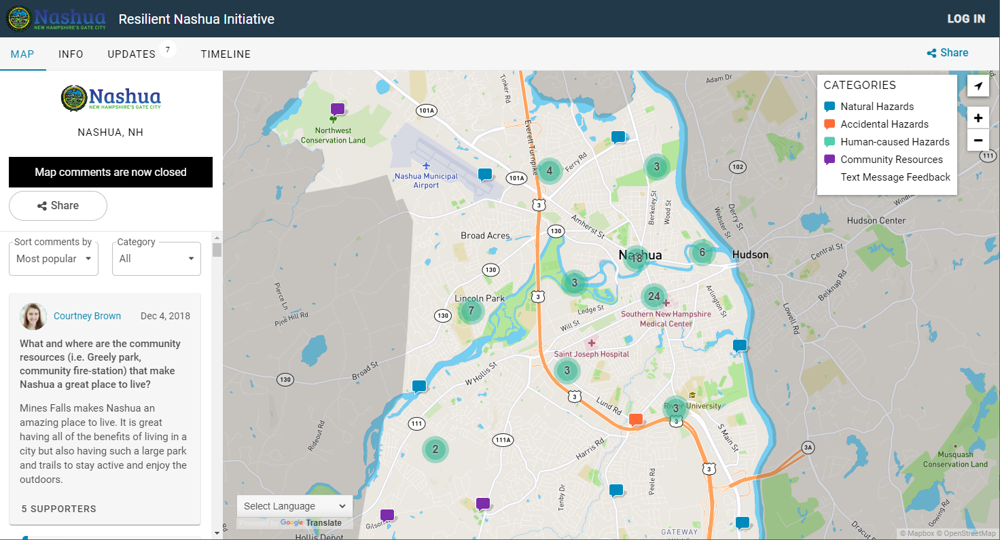 Nashua
NEW HAMPSHIRE'S GATE CITY
Resilient Nashua Initiative
LOG IN
MAP
INFO
UPDATES
7
TIMELINE
Share
Nashua
NEW HAMPSHIRE'S GATE CITY
NASHUA, NH
Map comments are now closed
Share
Sort comments by
Most popular
Category
All
Courtney Brown
Dec 4, 2018
What and where are the community
resources (i.e. Greely park,
community fire-station) that make
Nashua a great place to live?
Mines Falls makes Nashua an
amazing place to live. It is great
having all of the benefits of living in a
city but also having such a large park
and trails to stay active and enjoy the
outdoors.
5 SUPPORTERS
CATEGORIES
Natural Hazards
Accidental Hazards
Human-caused Hazards
Community Resources
Text Message Feedback
+
−
Adam Dr
Tinker Rd
101A
Northwest
Conservation Land
Everett Turnpike
Ferry Rd
4
3
102
111
Nashua Municipal
Airport
101A
3
Berkeley St
Wood St
Webster St
Derry St
Hudson Center
Broad Acres
130
Amherst St
Nashua
18
6
Hudson
Central St
130
3
Belknap Rd
Pierce Ln
Lincoln Park
7
3
24
Arlington St
Southern New Hampshire
Medical Center
Ledge St
Will St
Pine Hill Rd
130
Lowell Rd
Saint Joseph Hospital
Broad St
130
W Hollis St
3
3
Lund Rd
3
River University
3
111
111A
Rideout Rd
2
Harris Rd
S Main St
3A
3
Musquash
Conservation Land
Peele Rd
Tenby Dr
Select Language
Powered by Google Translate
Hollis Depot
GATEWAY
Gowing Rd
Dracut
© Mapbox © OpenStreetMap